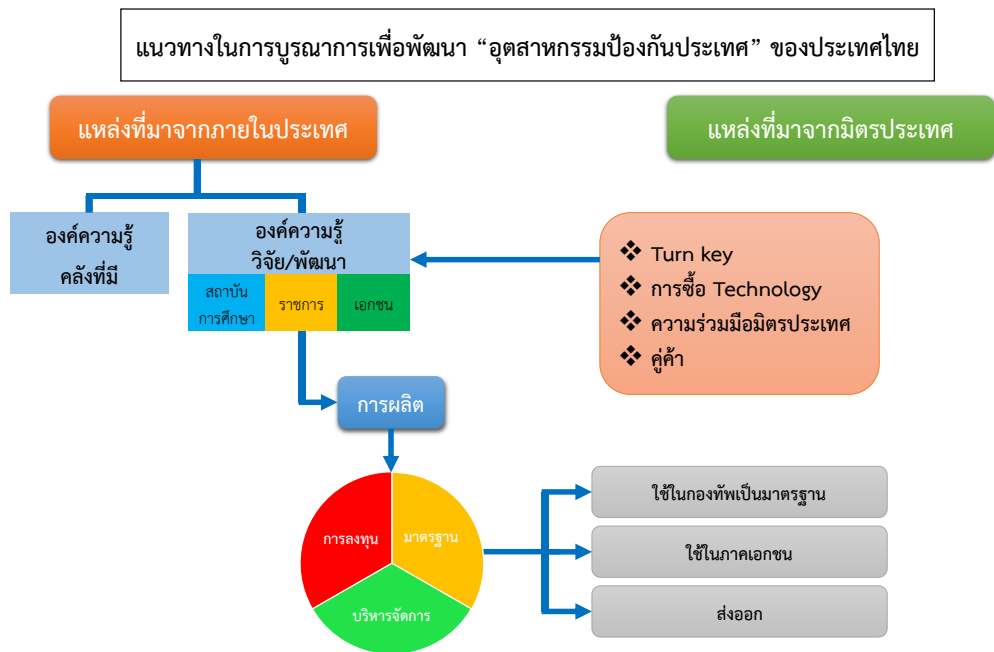 แนวทางในการบูรณาการเพื่อพัฒนา “อุตสาหกรรมป้องกันประเทศ” ของประเทศไทย
แหล่งที่มาจากภายในประเทศ
แหล่งที่มาจากมิตรประเทศ
องค์ความรู้
คลังที่มี
องค์ความรู้
วิจัย/พัฒนา
สถาบัน
การศึกษา
ราชการ
เอกชน
❖ Turn key
❖ การซื้อ Technology
❖ ความร่วมมือมิตรประเทศ
❖ คู่ค้า
การผลิต
การลงทุน
มาตรฐาน
บริหารจัดการ
ใช้ในกองทัพเป็นมาตรฐาน
ใช้ในภาคเอกชน
ส่งออก